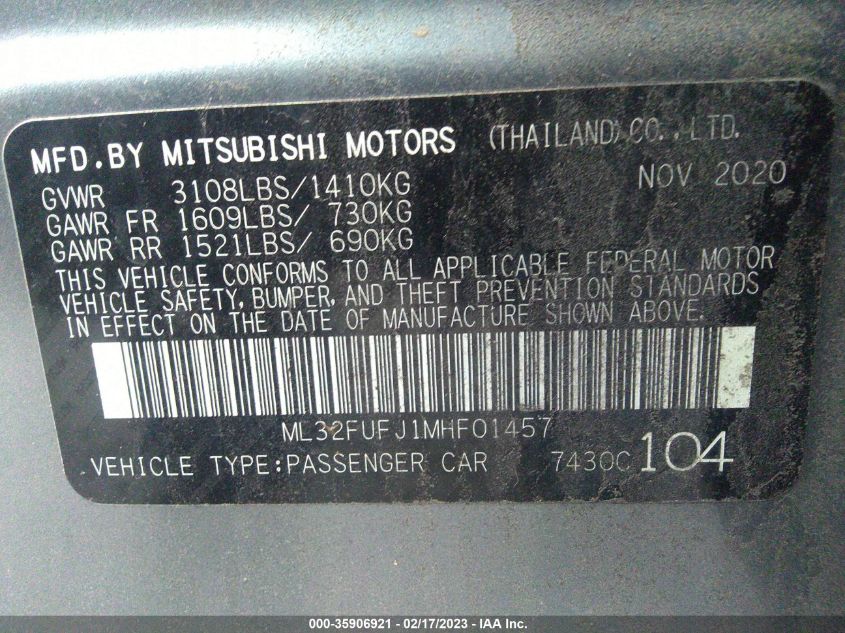 MFD.BY MITSUBISHI MOTORS (THAILAND) CO.,LTD.
GVWR 3108LBS/1410KG NOV 2020
GAWR FR 1609LBS/ 730KG
GAWR RR 1521LBS/ 690KG
THIS VEHICLE CONFORMS TO ALL APPLICABLE FEDERAL MOTOR
VEHICLE SAFETY, BUMPER, AND THEFT PREVENTION STANDARDS
IN EFFECT ON THE DATE OF MANUFACTURE SHOWN ABOVE.
ML32FUFJ1MHF01457
VEHICLE TYPE:PASSENGER CAR 7430C 104
000-35906921 - 02/17/2023 - IAA Inc.